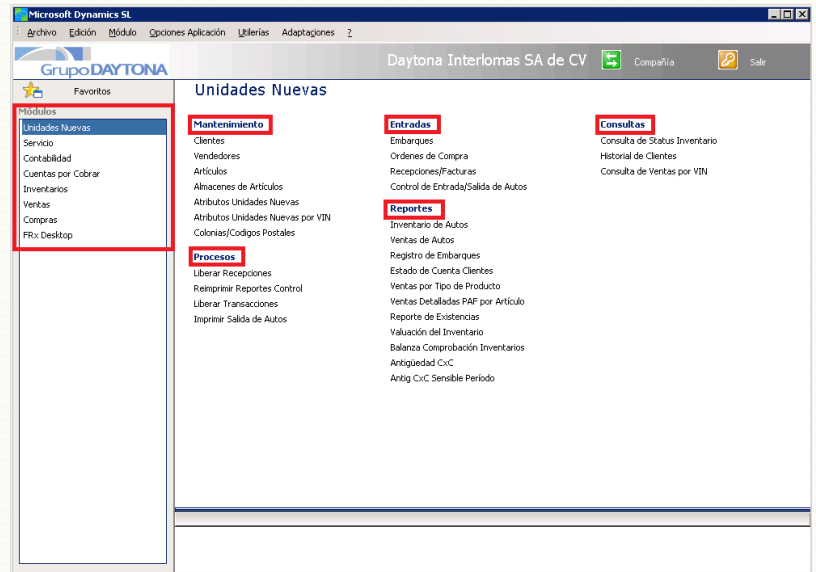 Microsoft Dynamics SL
Archivo Edición Módulo Opciones Aplicación Utilerías Adaptaciones ?
Grupo DAYTONA
Daytona Interlomas SA de CV Compañía Salir
Favoritos
Módulos
Unidades Nuevas
Servicio
Contabilidad
Cuentas por Cobrar
Inventarios
Ventas
Compras
FRx Desktop
Unidades Nuevas
Mantenimiento
Clientes
Vendedores
Artículos
Almacenes de Artículos
Atributos Unidades Nuevas
Atributos Unidades Nuevas por VIN
Colonias/Codigos Postales
Procesos
Liberar Recepciones
Reimprimir Reportes Control
Liberar Transacciones
Imprimir Salida de Autos
Entradas
Embarques
Ordenes de Compra
Recepciones/Facturas
Control de Entrada/Salida de Autos
Reportes
Inventario de Autos
Ventas de Autos
Registro de Embarques
Estado de Cuenta Clientes
Ventas por Tipo de Producto
Ventas Detalladas PAF por Artículo
Reporte de Existencias
Valuación del Inventario
Balanza Comprobación Inventarios
Antigüedad CxC
Antig CxC Sensible Período
Consultas
Consulta de Status Inventario
Historial de Clientes
Consulta de Ventas por VIN